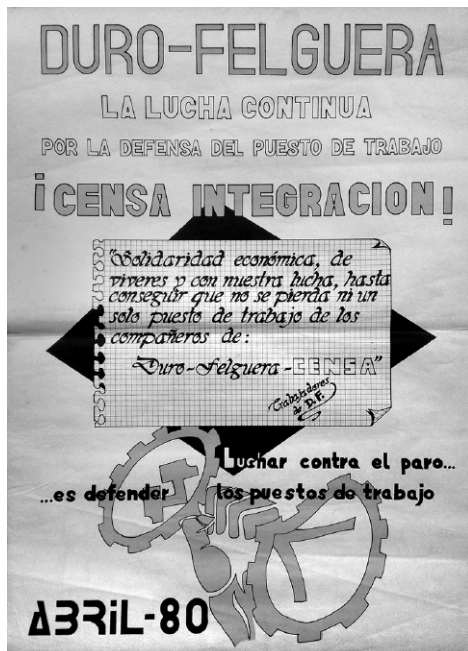 DURO-FELGUERA
LA LUCHA CONTINUA
POR LA DEFENSA DEL PUESTO DE TRABAJO
¡CENSA INTEGRACION!
"Solidaridad económica, de
viveres y con nuestra lucha, hasta
conseguir que no se pierda ni un
solo puesto de trabajo de los
compañeros de:
Duro-Felguera-CENSA"
Trabajadores
de D.F.
Luchar contra el paro...
...es defender los puestos de trabajo
ABRiL-80